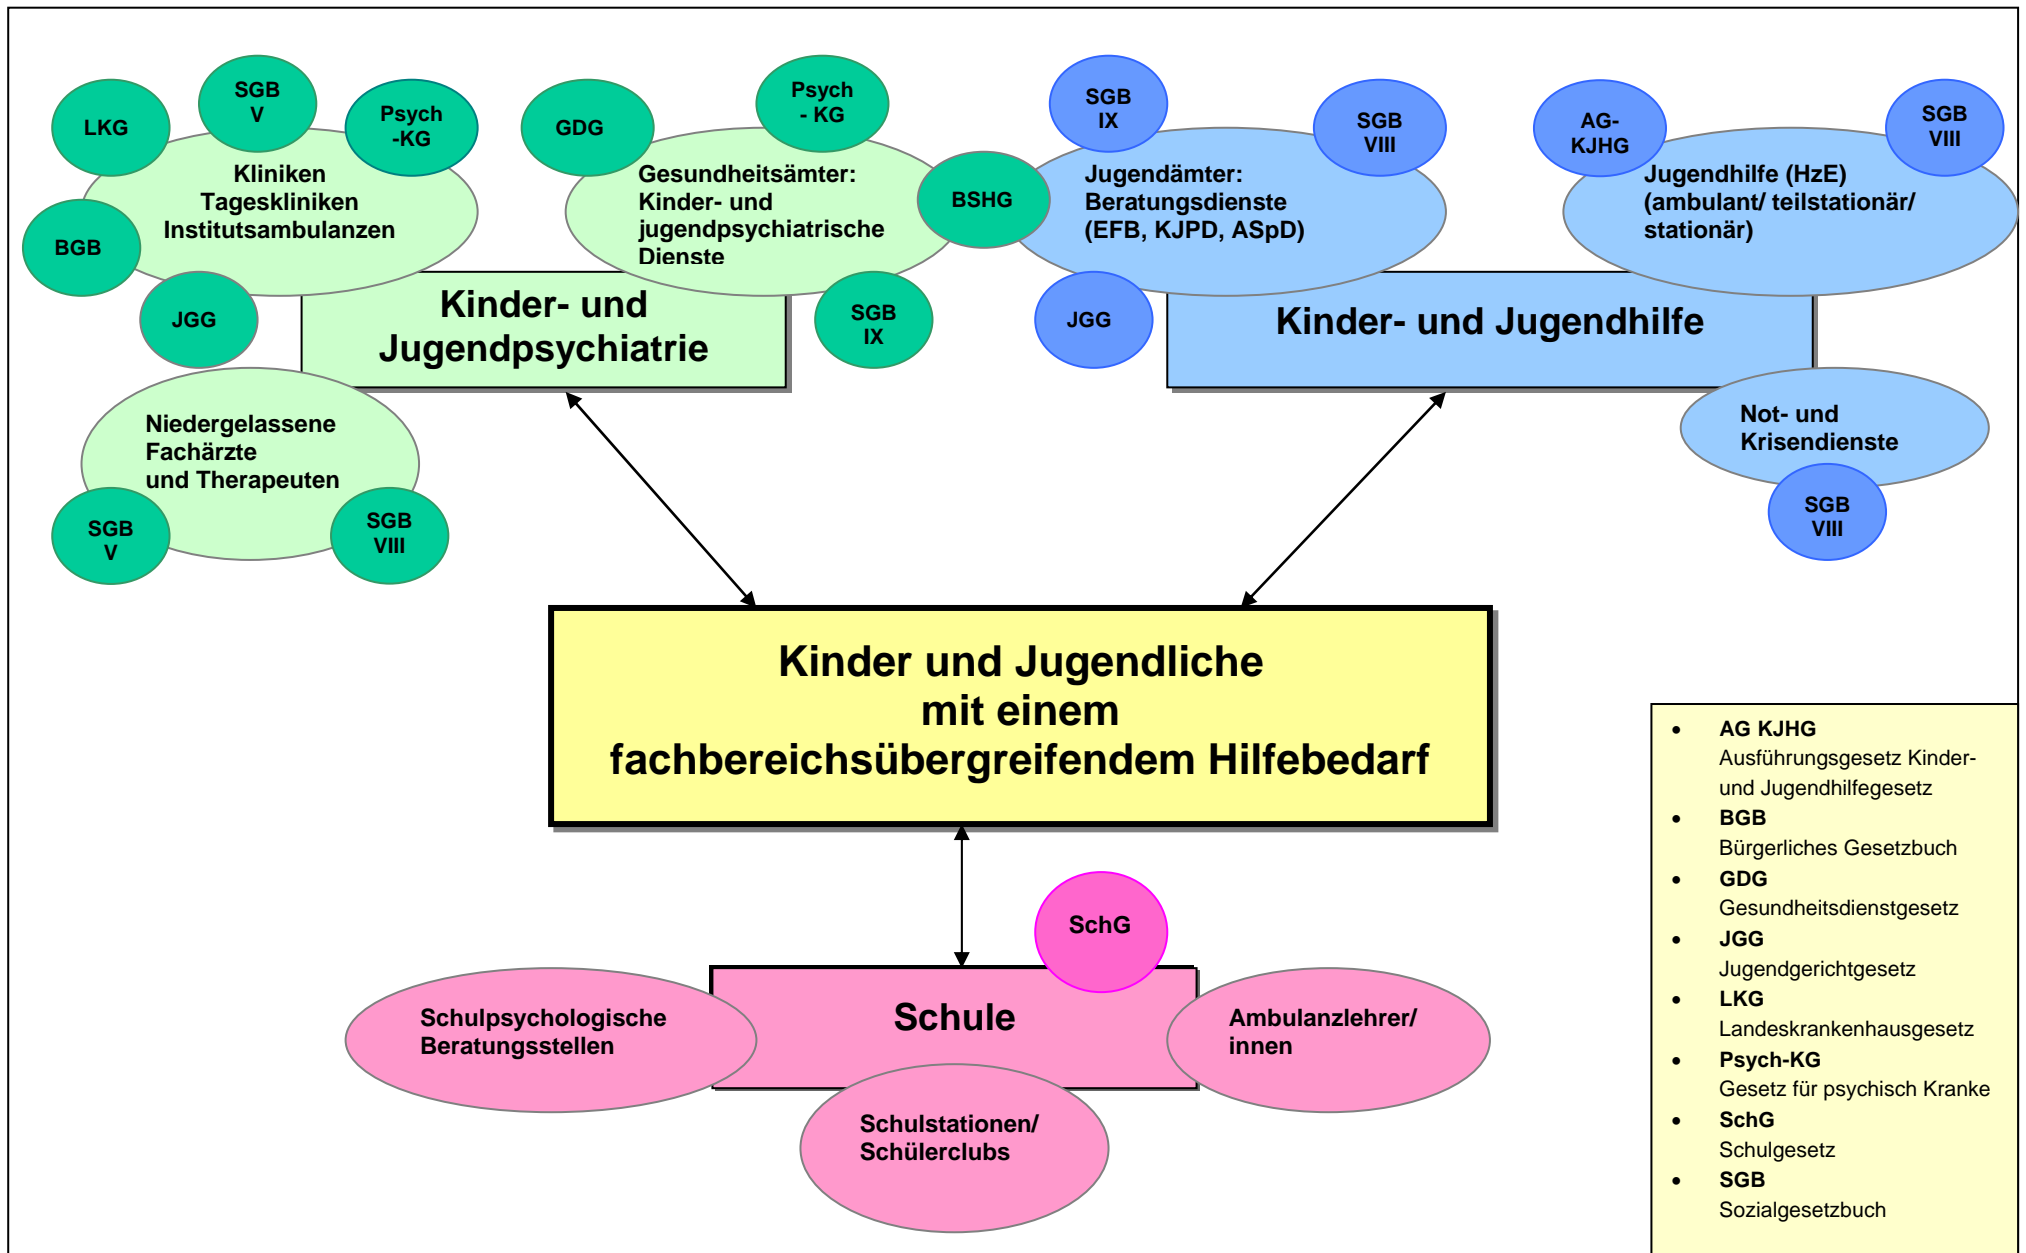 LKG
SGB
V
Psych
-KG
BGB
JGG
Kliniken
Tageskliniken
Institutsambulanzen
GDG
Psych
- KG
Gesundheitsämter:
Kinder- und
jugendpsychiatrische
Dienste
BSHG
SGB
IX
SGB
IX
SGB
VIII
Jugendämter:
Beratungsdienste
(EFB, KJPD, ASpD)
JGG
AG-
KJHG
SGB
VIII
Jugendhilfe (HzE)
(ambulant/ teilstationär/
stationär)
Kinder- und
Jugendpsychiatrie
Kinder- und Jugendhilfe
Niedergelassene
Fachärzte
und Therapeuten
SGB
V
SGB
VIII
Not- und
Krisendienste
SGB
VIII
Kinder und Jugendliche
mit einem
fachbereichsübergreifendem Hilfebedarf
SchG
Schule
Schulpsychologische
Beratungsstellen
Ambulanzlehrer/
innen
Schulstationen/
Schülerclubs
• AG KJHG
Ausführungsgesetz Kinder-
und Jugendhilfegesetz
• BGB
Bürgerliches Gesetzbuch
• GDG
Gesundheitsdienstgesetz
• JGG
Jugendgerichtgesetz
• LKG
Landeskrankenhausgesetz
• Psych-KG
Gesetz für psychisch Kranke
• SchG
Schulgesetz
• SGB
Sozialgesetzbuch